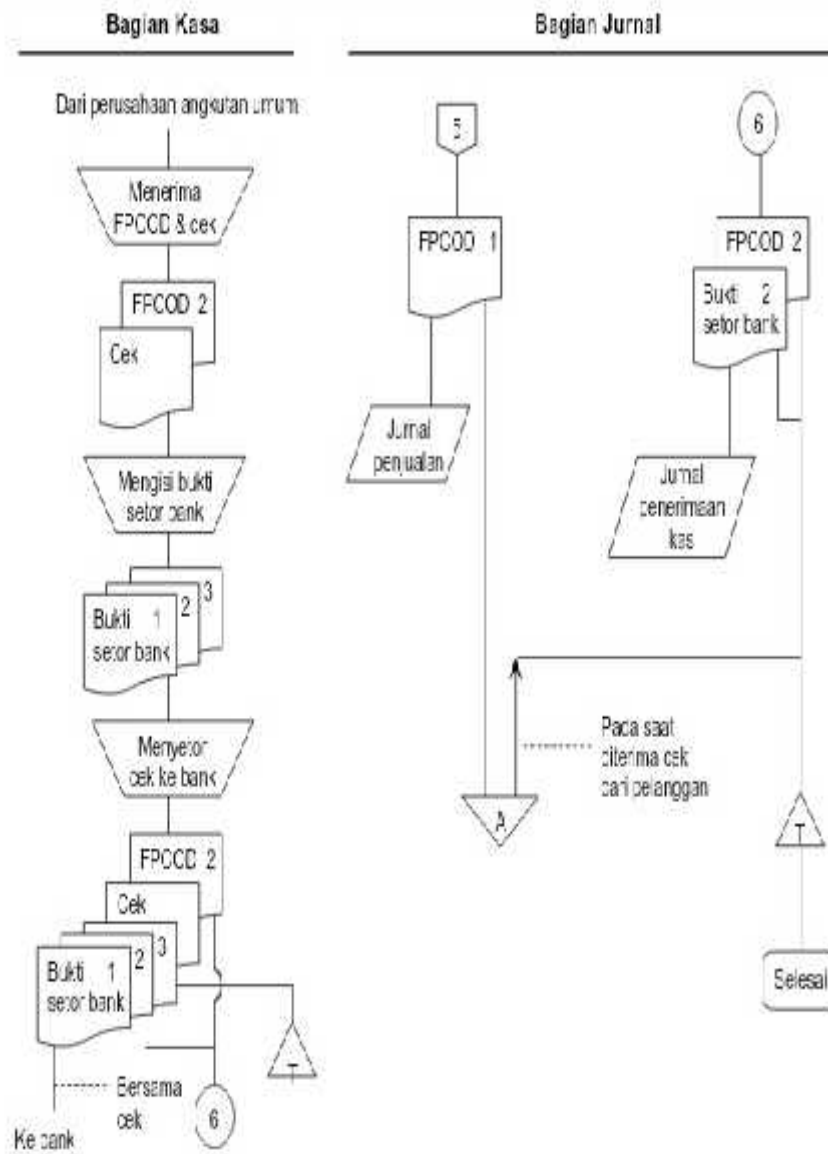 Bagian Kasa
Dari perusahaan angkutan umum
Menerima
FPCOD & cek
FPCOD 2
Cek
Mengisi bukti
setor bank
3
2
Bukti 1
setor bank
Menyetor
cek ke bank
FPCOD 2
Cek
3
2
Bukti 1
setor bank
T
Bersama
cek
6
Ke bank
Bagian Jurnal
5
FPCOD 1
Jurnal
penjualan
6
FPCOD 2
Bukti 2
setor bank
Jurnal
penerimaan
kas
Pada saat
diterima cek
dari pelanggan
A
T
Selesai